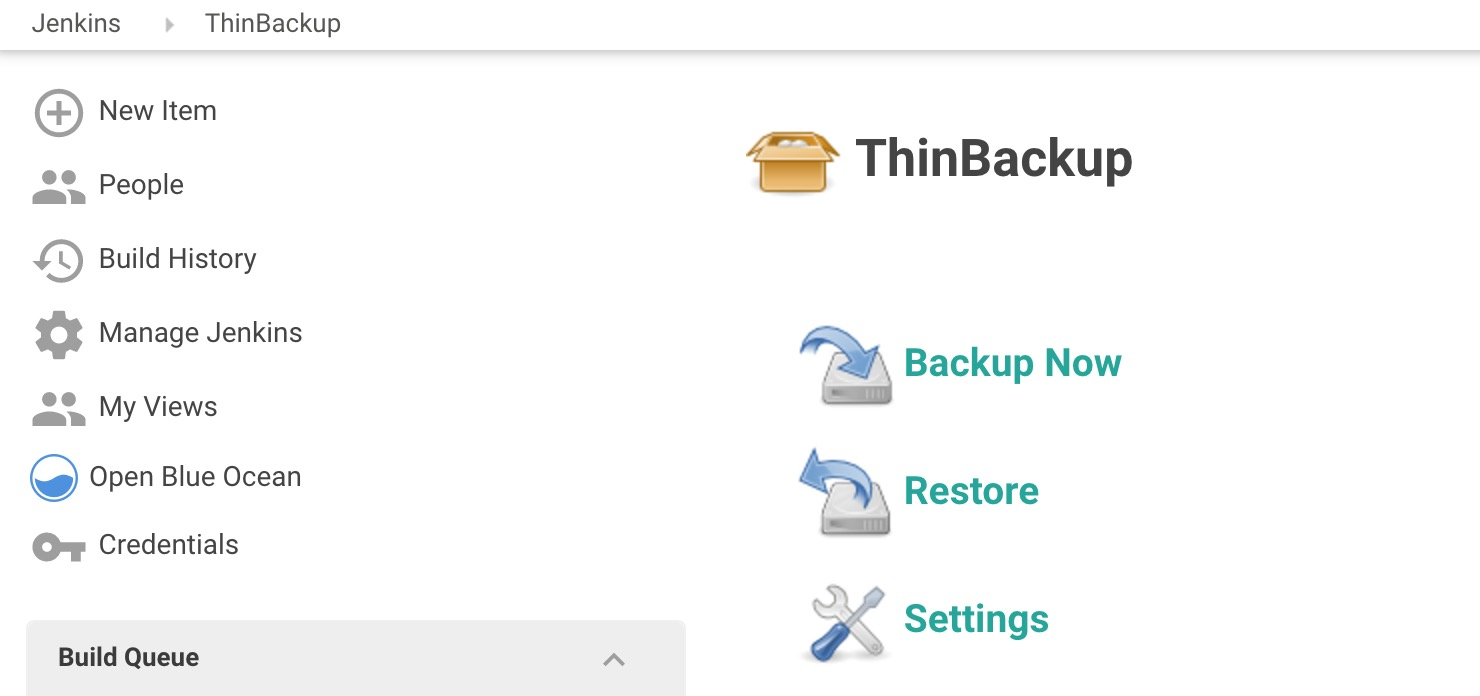 Jenkins ThinBackup
New Item
People
Build History
Manage Jenkins
My Views
Open Blue Ocean
Credentials
Build Queue
ThinBackup
Backup Now
Restore
Settings